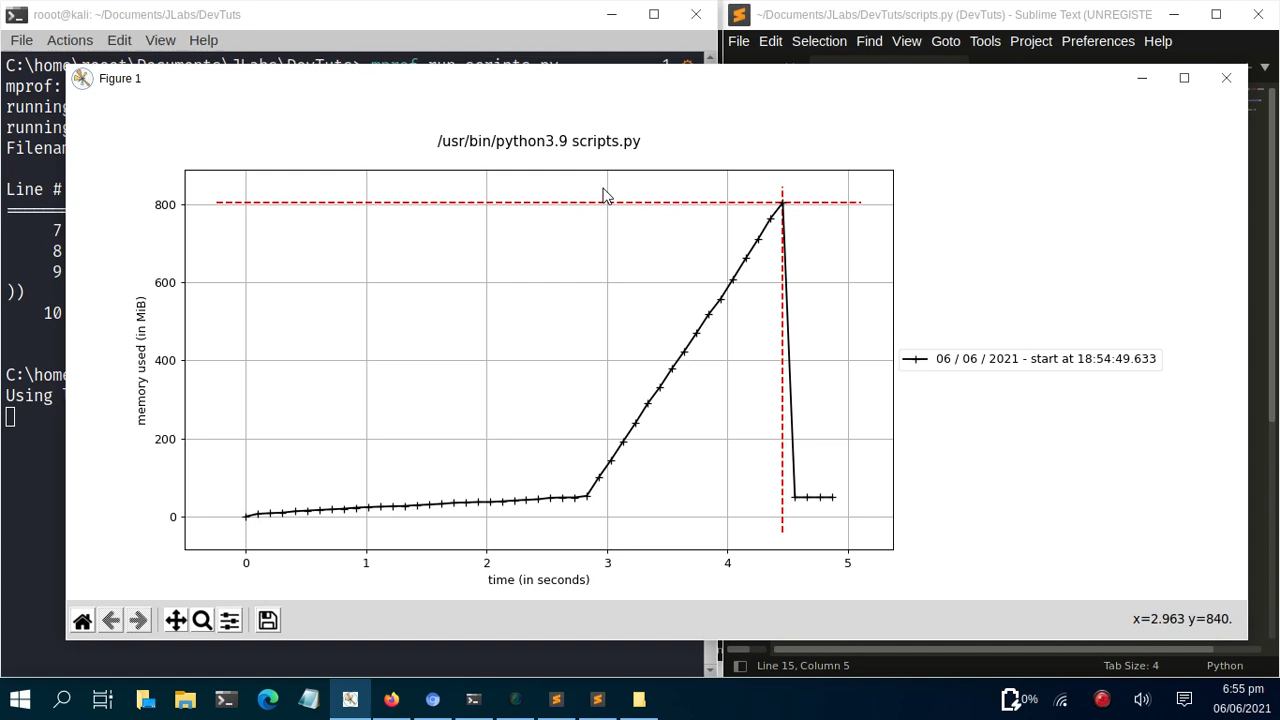 rooot@kali: ~/Documents/JLabs/DevTuts
~/Documents/JLabs/DevTuts/scripts.py (DevTuts) - Sublime Text (UNREGISTE
File Actions Edit View Help
File Edit Selection Find View Goto Tools Project Preferences Help
mprof:
running
running
Filenam
Line #
7
8
9
))
10
C:\home
Using
Figure 1
/usr/bin/python3.9 scripts.py
800
600
400
200
0
memory used (in MiB)
0 1 2 3 4 5
time (in seconds)
06 / 06 / 2021 - start at 18:54:49.633
x=2.963 y=840.
Line 15, Column 5
Tab Size: 4
Python
0%
6:55 pm
06/06/2021